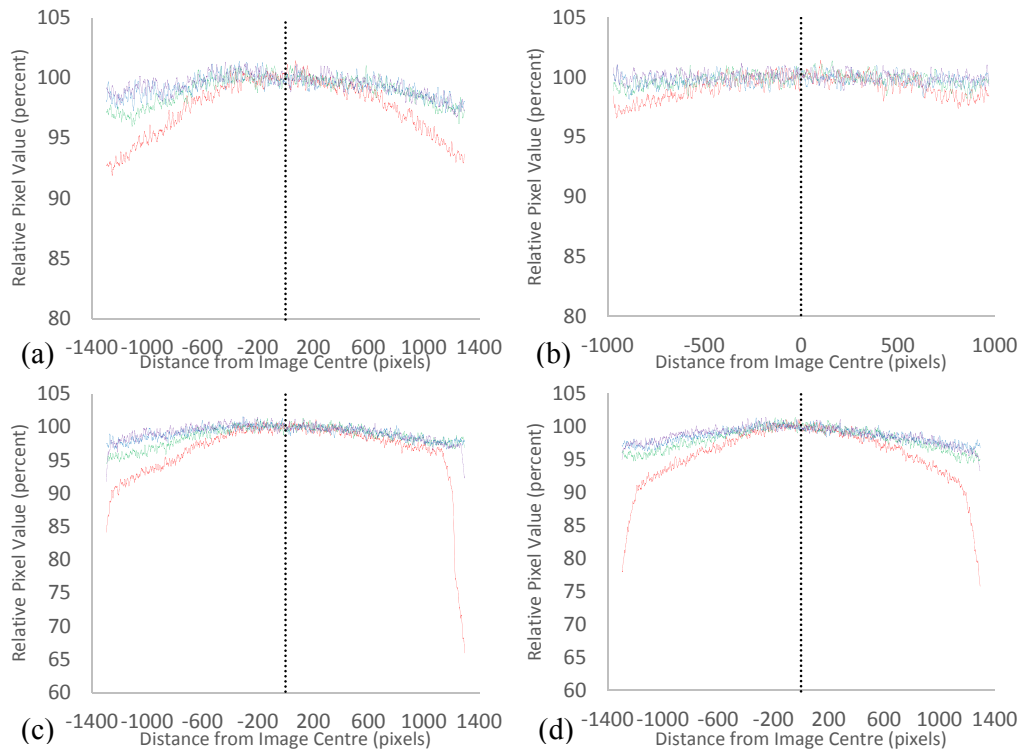 105
100
95
90
85
80
Relative Pixel Value (percent)
-1400 -1000 -600 -200 200 600 1000 1400
Distance from Image Centre (pixels)
(a)
105
100
95
90
85
80
Relative Pixel Value (percent)
-1000 -500 0 500 1000
Distance from Image Centre (pixels)
(b)
105
100
95
90
85
80
75
70
65
60
Relative Pixel Value (percent)
-1400 -1000 -600 -200 200 600 1000 1400
Distance from Image Centre (pixels)
(c)
105
100
95
90
85
80
75
70
65
60
Relative Pixel Value (percent)
-1400 -1000 -600 -200 200 600 1000 1400
Distance from Image Centre (pixels)
(d)